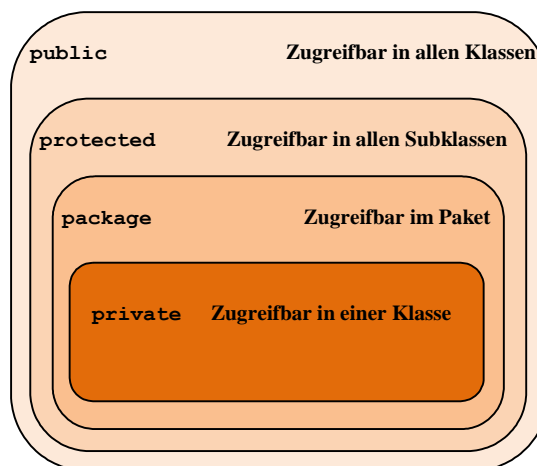 public Zugreifbar in allen Klassen
protected Zugreifbar in allen Subklassen
package Zugreifbar im Paket
private Zugreifbar in einer Klasse